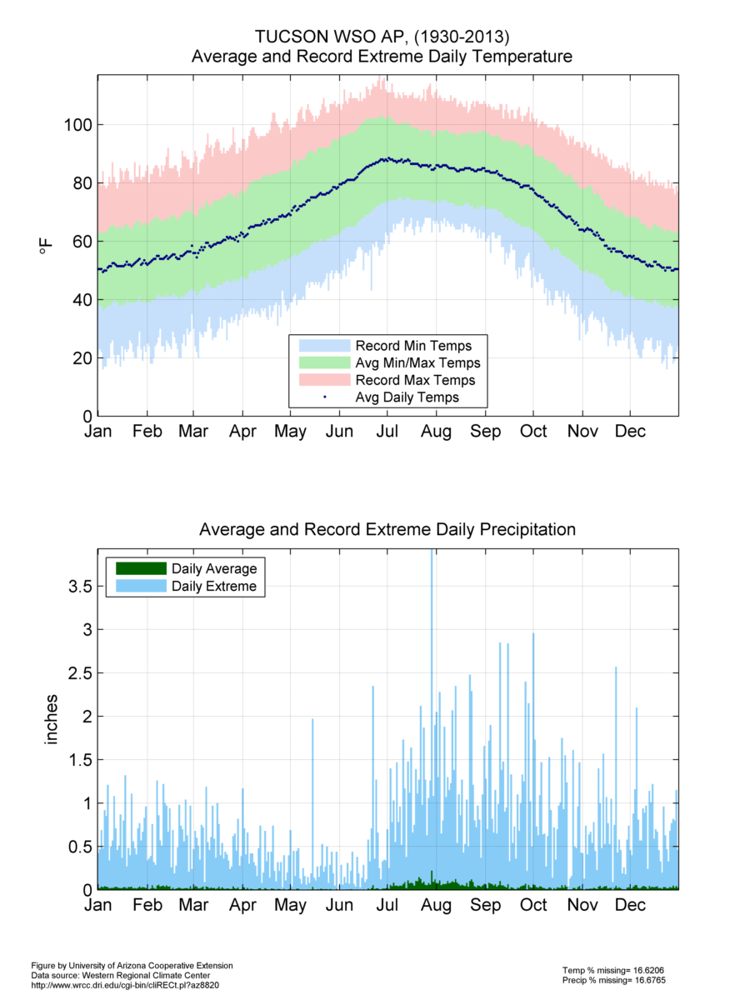 TUCSON WSO AP, (1930-2013)
Average and Record Extreme Daily Temperature
100
80
60
40
20
0
°F
Record Min Temps
Avg Min/Max Temps
Record Max Temps
Avg Daily Temps
Jan Feb Mar Apr May Jun Jul Aug Sep Oct Nov Dec
Average and Record Extreme Daily Precipitation
Daily Average
Daily Extreme
3.5
3
2.5
2
1.5
1
0.5
0
inches
Jan Feb Mar Apr May Jun Jul Aug Sep Oct Nov Dec
Figure by University of Arizona Cooperative Extension
Data source: Western Regional Climate Center
http://www.wrcc.dri.edu/cgi-bin/cliRECt.pl?az8820
Temp % missing= 16.6206
Precip % missing= 16.6765